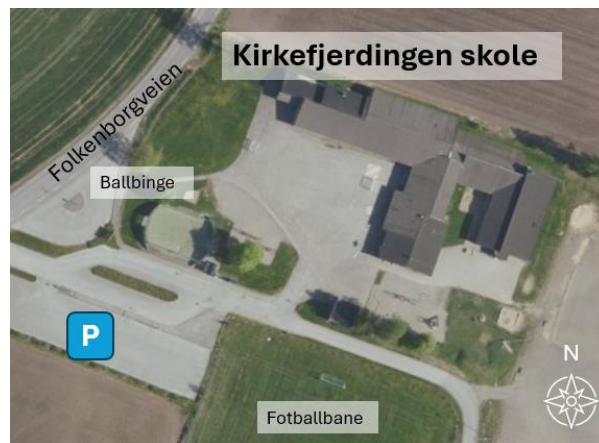 Kirkefjerdingen skole
Folkenborgveien
Ballbinge
P
N
Fotballbane